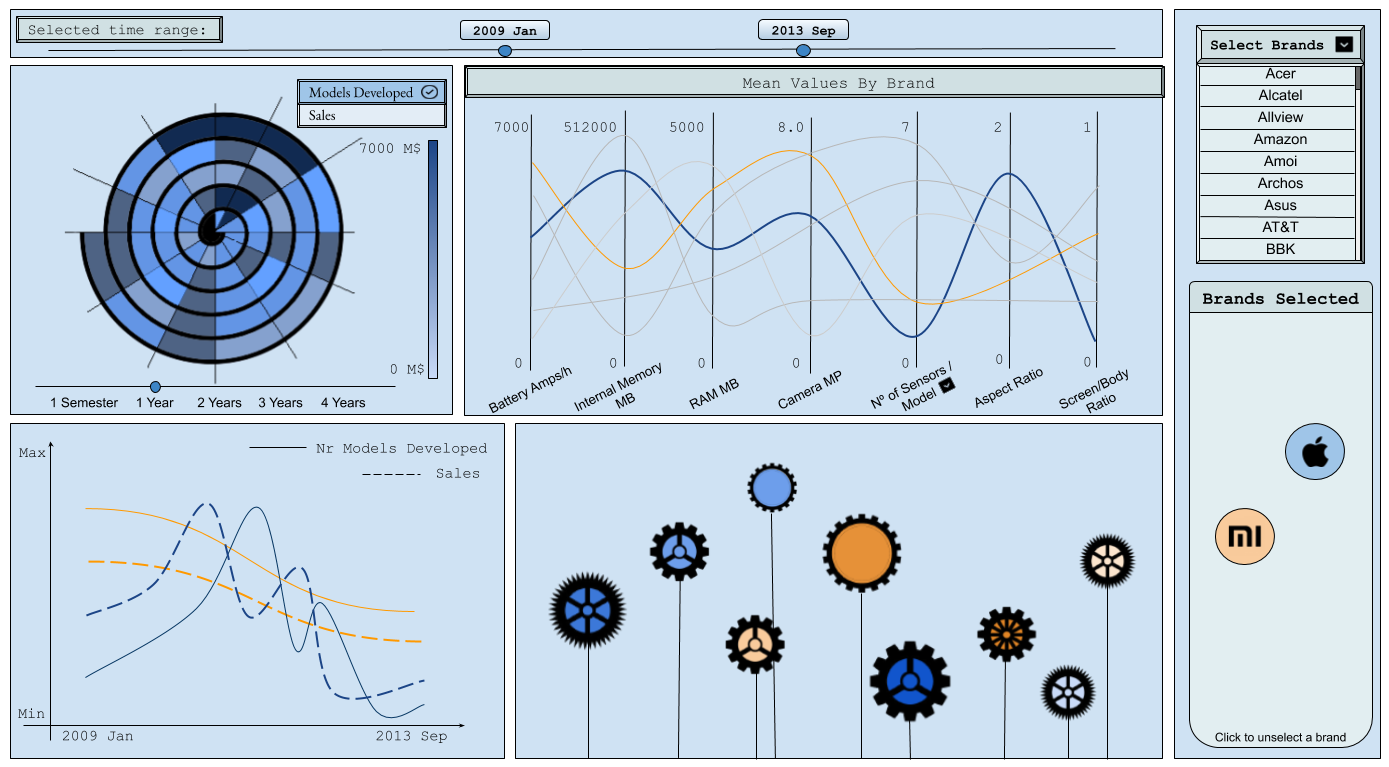 Selected time range:
2009 Jan
2013 Sep
Select Brands
Acer
Alcatel
Allview
Amazon
Amoi
Archos
Asus
AT&T
BBK
Models Developed
Sales
7000 M$
0 M$
1 Semester
1 Year
2 Years
3 Years
4 Years
Mean Values By Brand
7000
512000
5000
8.0
7
2
1
0
0
0
0
0
0
0
Battery Amps/h
Internal Memory
MB
RAM MB
Camera MP
Nº of Sensors /
Model
Aspect Ratio
Screen/Body
Ratio
Brands Selected
MI
Click to unselect a brand
Max
Nr Models Developed
Sales
Min
2009 Jan
2013 Sep